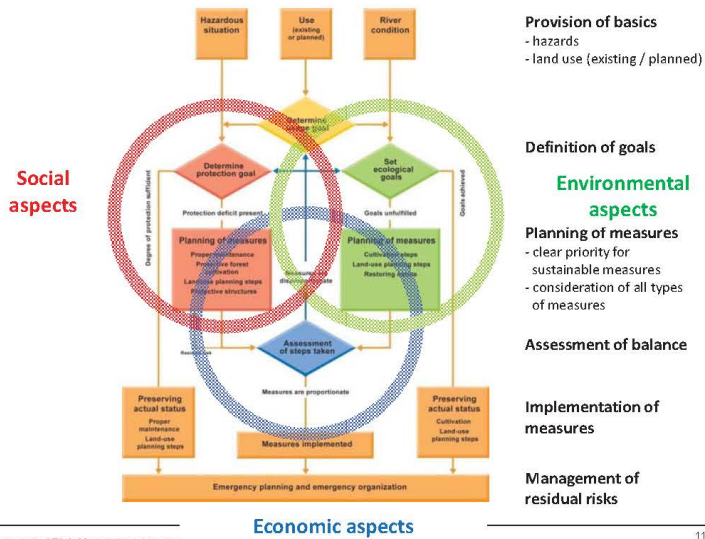 Hazardous
situation
Use
(existing
or planned)
River
condition
Provision of basics
- hazards
- land use (existing / planned)
Determine
usage goal
Definition of goals
Social
aspects
Determine
protection goal
Set
ecological
goals
Environmental
aspects
Degree of protection sufficient
Goals achieved
Protection deficit present
Goals unfulfilled
Planning of measures
Proper maintenance
Protective forest
cultivation
Land-use planning steps
Protective structures
Measures are
disproportionate
Planning of measures
Cultivation steps
Land-use planning steps
Restoring
Planning of measures
- clear priority for
sustainable measures
- consideration of all types
of measures
Assessment
of steps taken
Assessment of balance
Measures are proportionate
Preserving
actual status
Proper
maintenance
Land-use
planning steps
Measures implemented
Preserving
actual status
Cultivation
Land-use
planning steps
Implementation of
measures
Emergency planning and emergency organization
Management of
residual risks
Economic aspects
11